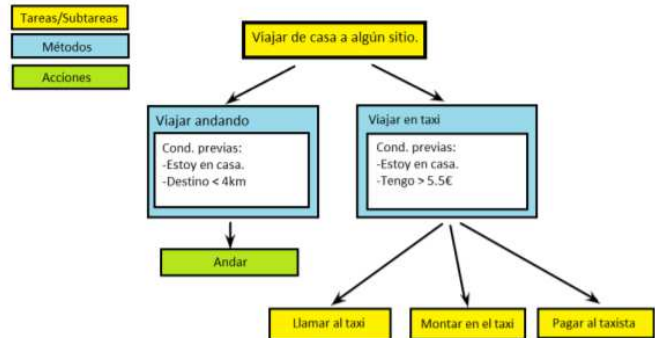 Tareas/Subtareas
Métodos
Acciones
Viajar de casa a algún sitio.
Viajar andando
Cond. previas:
-Estoy en casa.
-Destino < 4km
Viajar en taxi
Cond. previas:
-Estoy en casa.
-Tengo > 5.5€
Andar
Llamar al taxi
Montar en el taxi
Pagar al taxista